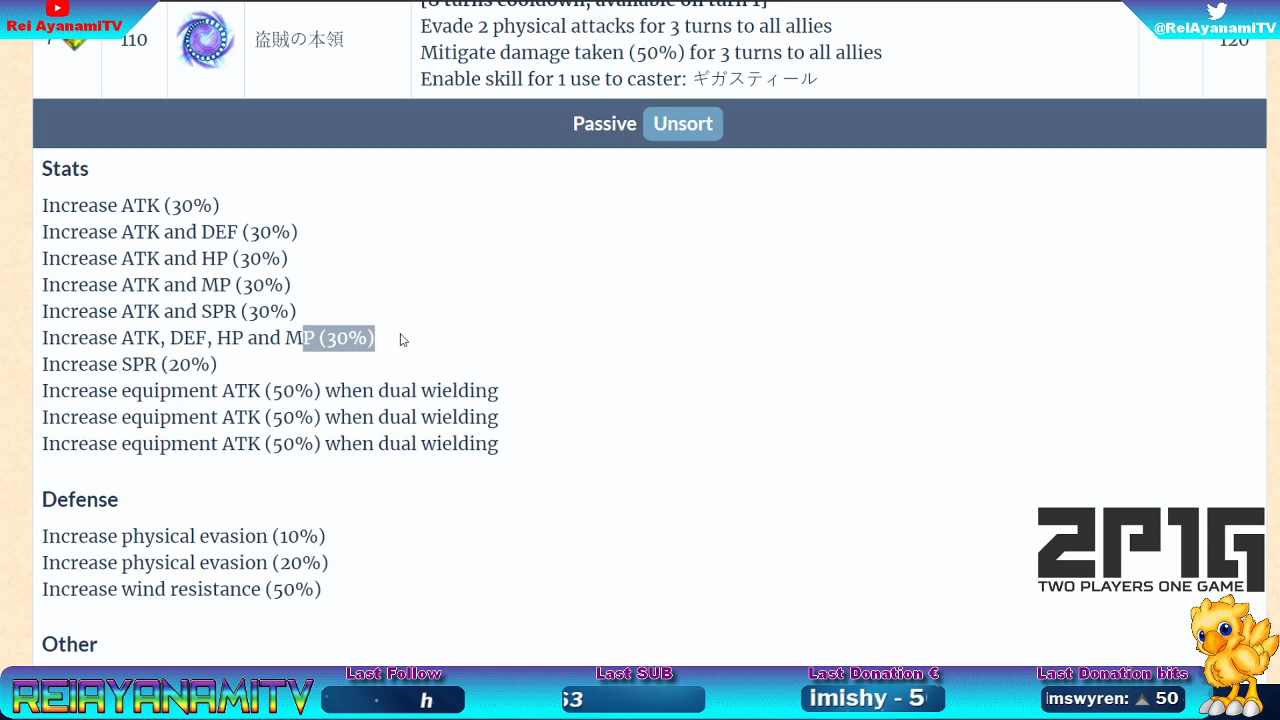 Rei AyanamITV
@ReIAyanamITV
7
110
盗賊の本領
120
Evade 2 physical attacks for 3 turns to all allies
Mitigate damage taken (50%) for 3 turns to all allies
Enable skill for 1 use to caster: ギガスティール
Passive Unsort
Stats
Increase ATK (30%)
Increase ATK and DEF (30%)
Increase ATK and HP (30%)
Increase ATK and MP (30%)
Increase ATK and SPR (30%)
Increase ATK, DEF, HP and MP (30%)
Increase SPR (20%)
Increase equipment ATK (50%) when dual wielding
Increase equipment ATK (50%) when dual wielding
Increase equipment ATK (50%) when dual wielding
Defense
Increase physical evasion (10%)
Increase physical evasion (20%)
Increase wind resistance (50%)
2P1G
TWO PLAYERS ONE GAME
Other
REIAYANAMITV
Last Follow
h
Last SUB
53
Last Donation €
imishy - 5
Last Donation bits
imswyren: 50